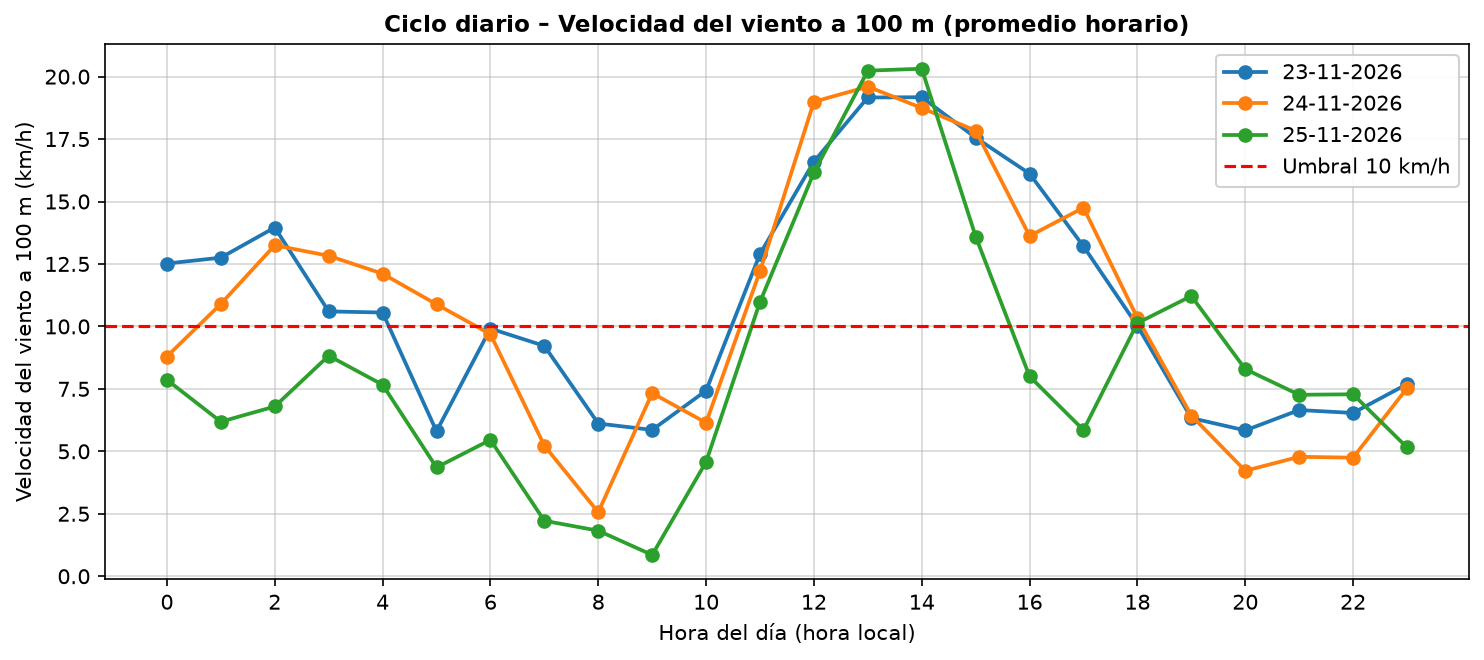 Ciclo diario – Velocidad del viento a 100 m (promedio horario)
Velocidad del viento a 100 m (km/h)
20.0
17.5
15.0
12.5
10.0
7.5
5.0
2.5
0.0
23-11-2026
24-11-2026
25-11-2026
Umbral 10 km/h
0 2 4 6 8 10 12 14 16 18 20 22
Hora del día (hora local)